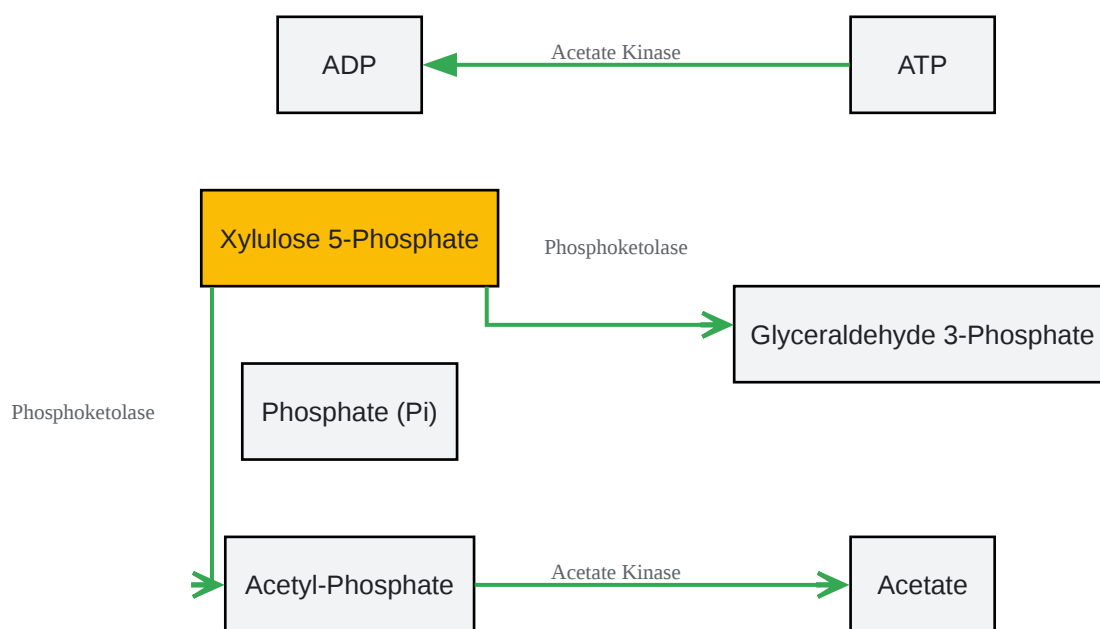 Acetate Kinase
ADP
ATP
Xylulose 5-Phosphate
Phosphoketolase
Glyceraldehyde 3-Phosphate
Phosphate (Pi)
Phosphoketolase
Acetate Kinase
Acetyl-Phosphate
Acetate